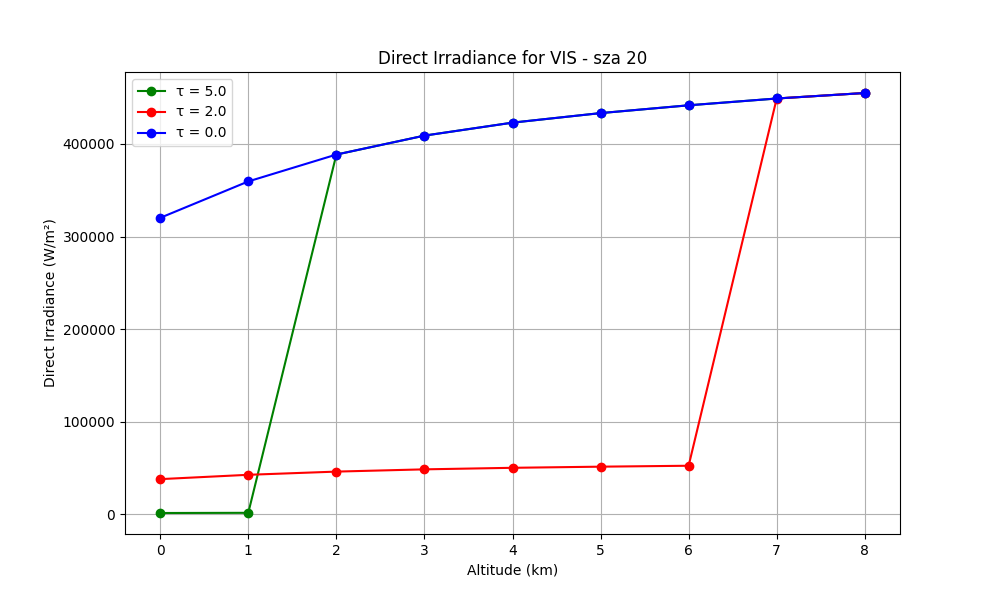 Direct Irradiance for VIS - sza 20
τ = 5.0
τ = 2.0
τ = 0.0
400000
300000
200000
100000
0
Direct Irradiance (W/m²)
0 1 2 3 4 5 6 7 8
Altitude (km)